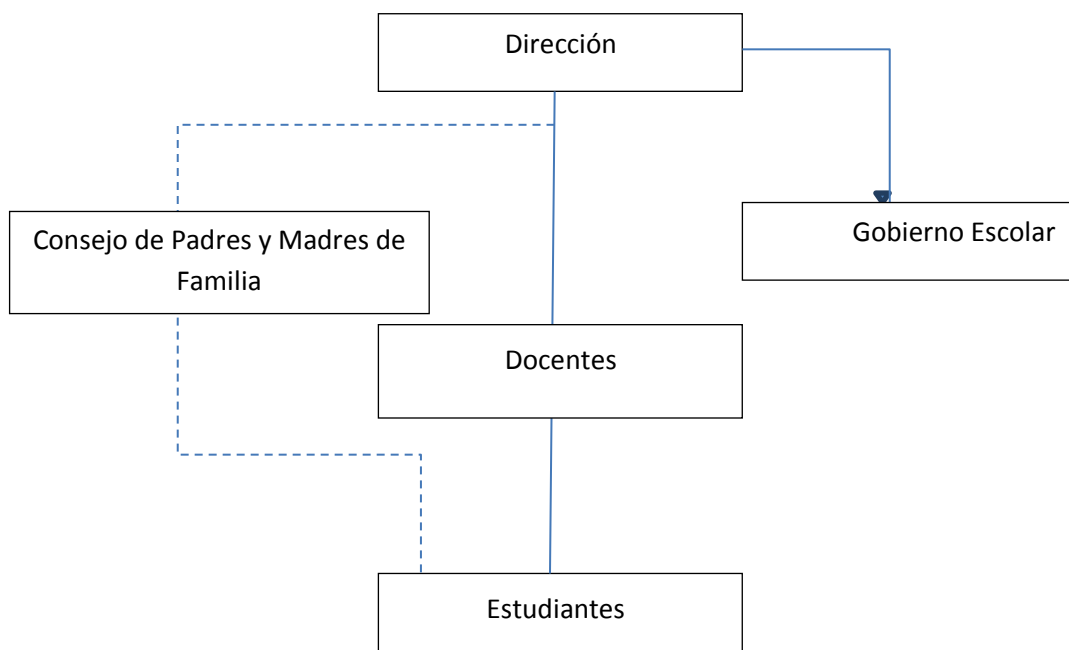 Dirección
Consejo de Padres y Madres de
Familia
Gobierno Escolar
Docentes
Estudiantes